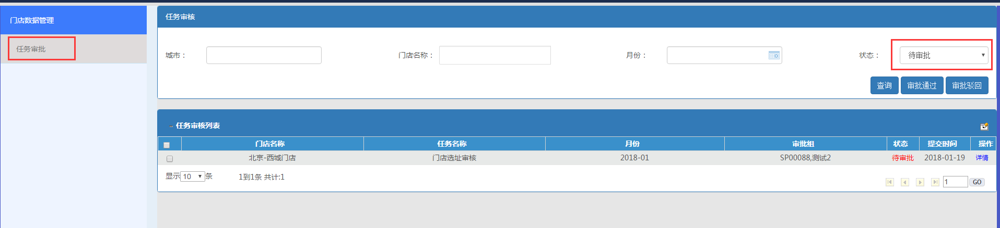 门店数据管理
任务审批
任务审核
城市：
门店名称：
月份：
状态：
待审批
查询
审批通过
审批驳回
任务审核列表
门店名称 任务名称 月份 审批组 状态 提交时间 操作
北京-西城门店 门店选址审核 2018-01 SP00088,测试2 待审批 2018-01-19 详情
显示 10 条 1到1条 共计:1
1 GO